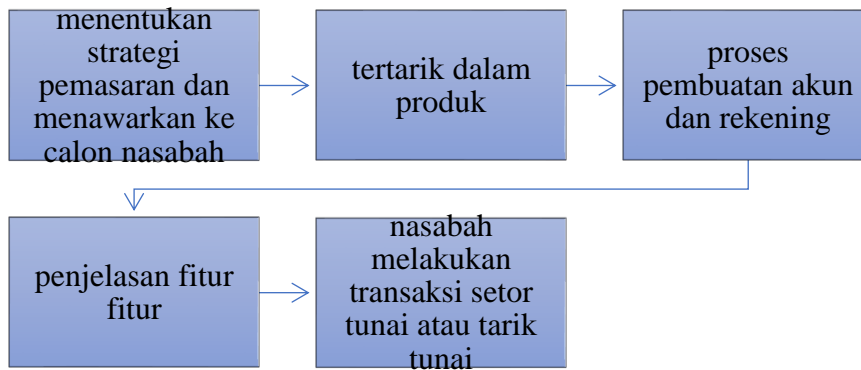 menentukan
strategi
pemasaran dan
menawarkan ke
calon nasabah
tertarik dalam
produk
proses
pembuatan akun
dan rekening
penjelasan fitur
fitur
nasabah
melakukan
transaksi setor
tunai atau tarik
tunai